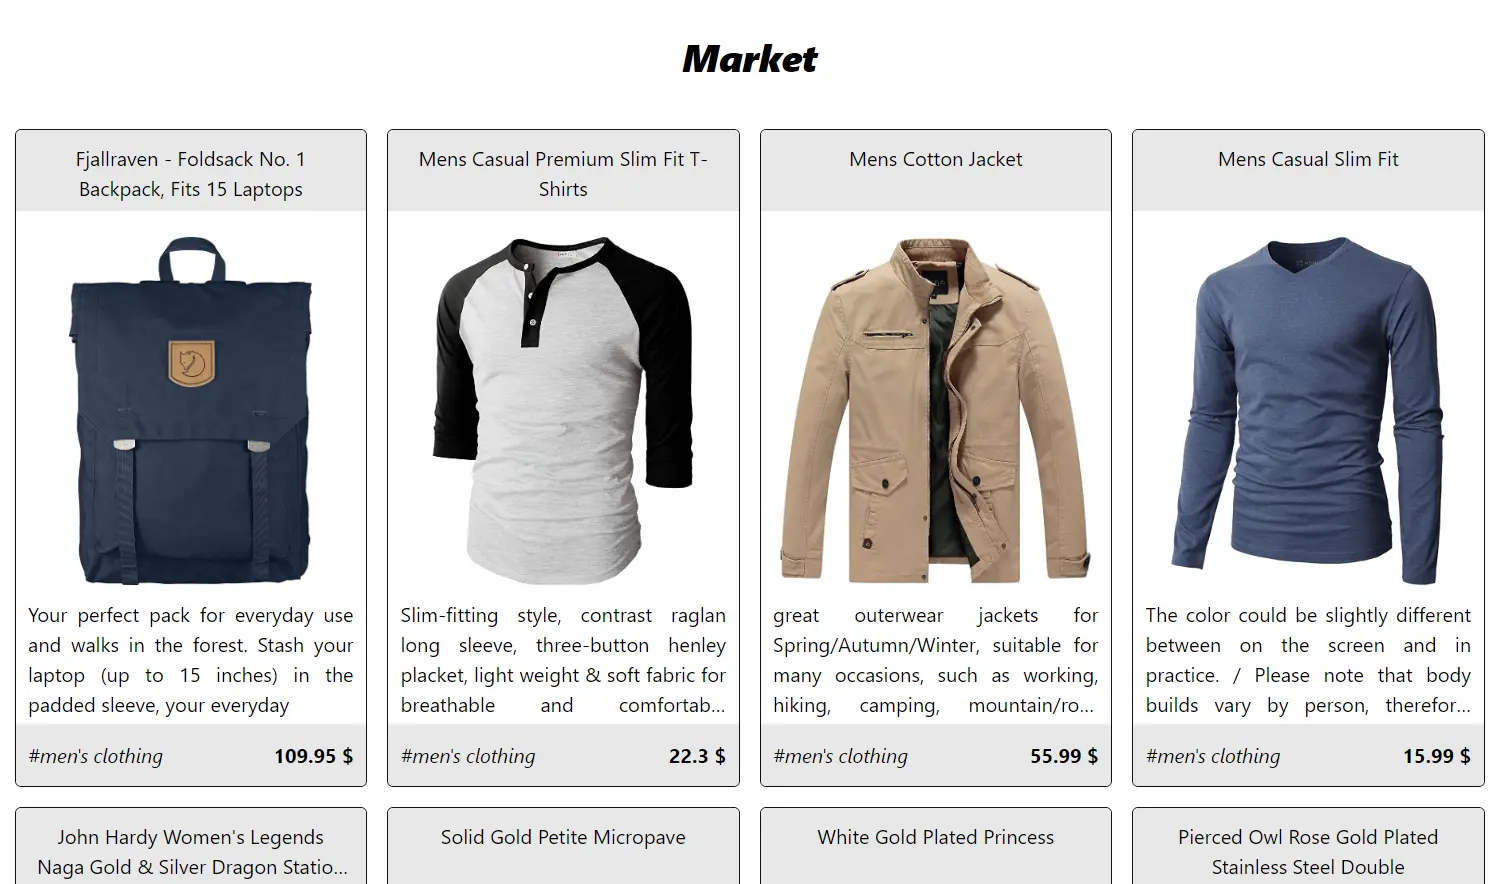 Market
Fjallraven - Foldsack No. 1
Backpack, Fits 15 Laptops
Your perfect pack for everyday use
and walks in the forest. Stash your
laptop (up to 15 inches) in the
padded sleeve, your everyday
#men's clothing 109.95 $
Mens Casual Premium Slim Fit T-
Shirts
Slim-fitting style, contrast raglan
long sleeve, three-button henley
placket, light weight & soft fabric for
breathable and comfortab...
#men's clothing 22.3 $
Mens Cotton Jacket
great outerwear jackets for
Spring/Autumn/Winter, suitable for
many occasions, such as working,
hiking, camping, mountain/ro...
#men's clothing 55.99 $
Mens Casual Slim Fit
The color could be slightly different
between on the screen and in
practice. / Please note that body
builds vary by person, therefor...
#men's clothing 15.99 $
John Hardy Women's Legends
Naga Gold & Silver Dragon Statio...
Solid Gold Petite Micropave
White Gold Plated Princess
Pierced Owl Rose Gold Plated
Stainless Steel Double